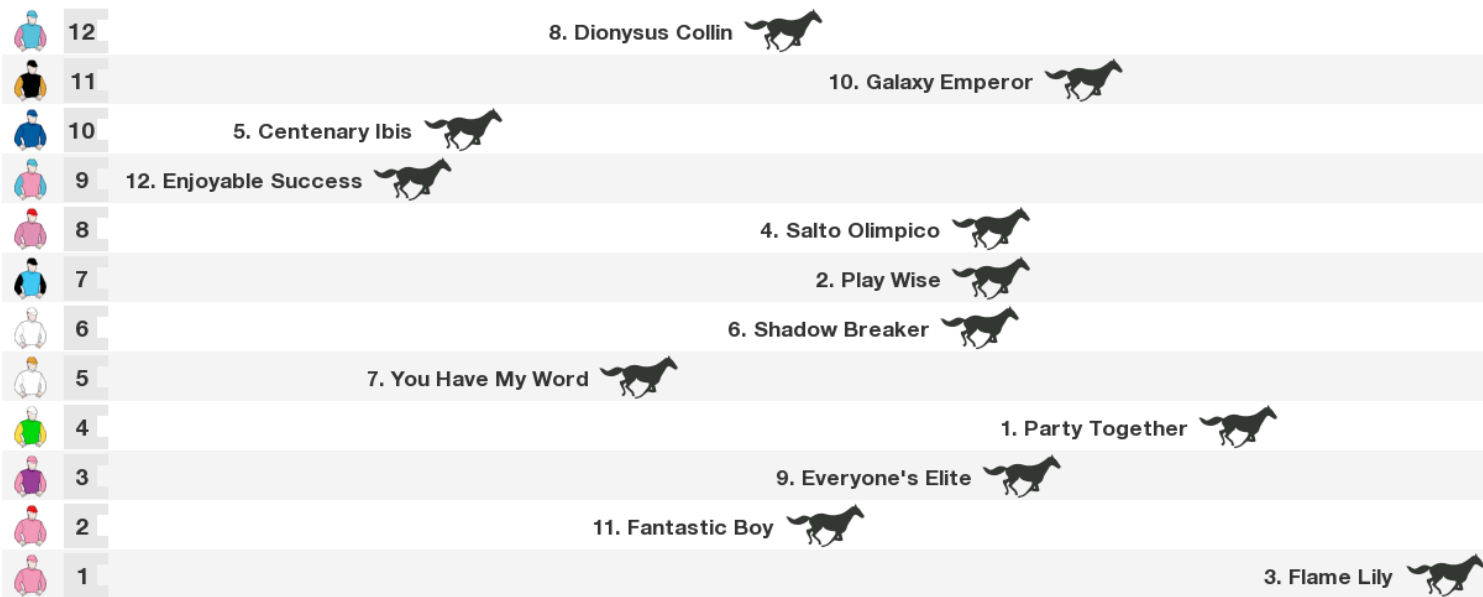 12 8. Dionysus Collin
11 10. Galaxy Emperor
10 5. Centenary Ibis
9 12. Enjoyable Success
8 4. Salto Olimpico
7 2. Play Wise
6 6. Shadow Breaker
5 7. You Have My Word
4 1. Party Together
3 9. Everyone's Elite
2 11. Fantastic Boy
1 3. Flame Lily